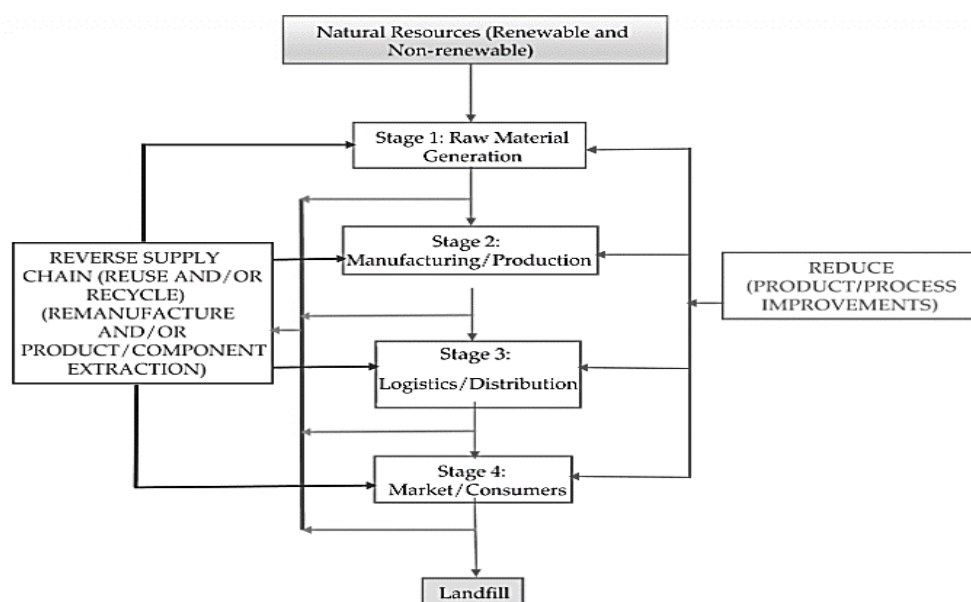 Natural Resources (Renewable and
Non-renewable)
Stage 1: Raw Material
Generation
Stage 2:
Manufacturing/Production
REVERSE SUPPLY
CHAIN (REUSE AND/OR
RECYCLE)
(REMANUFACTURE
AND/OR
PRODUCT/COMPONENT
EXTRACTION)
REDUCE
(PRODUCT/PROCESS
IMPROVEMENTS)
Stage 3:
Logistics/Distribution
Stage 4:
Market/Consumers
Landfill